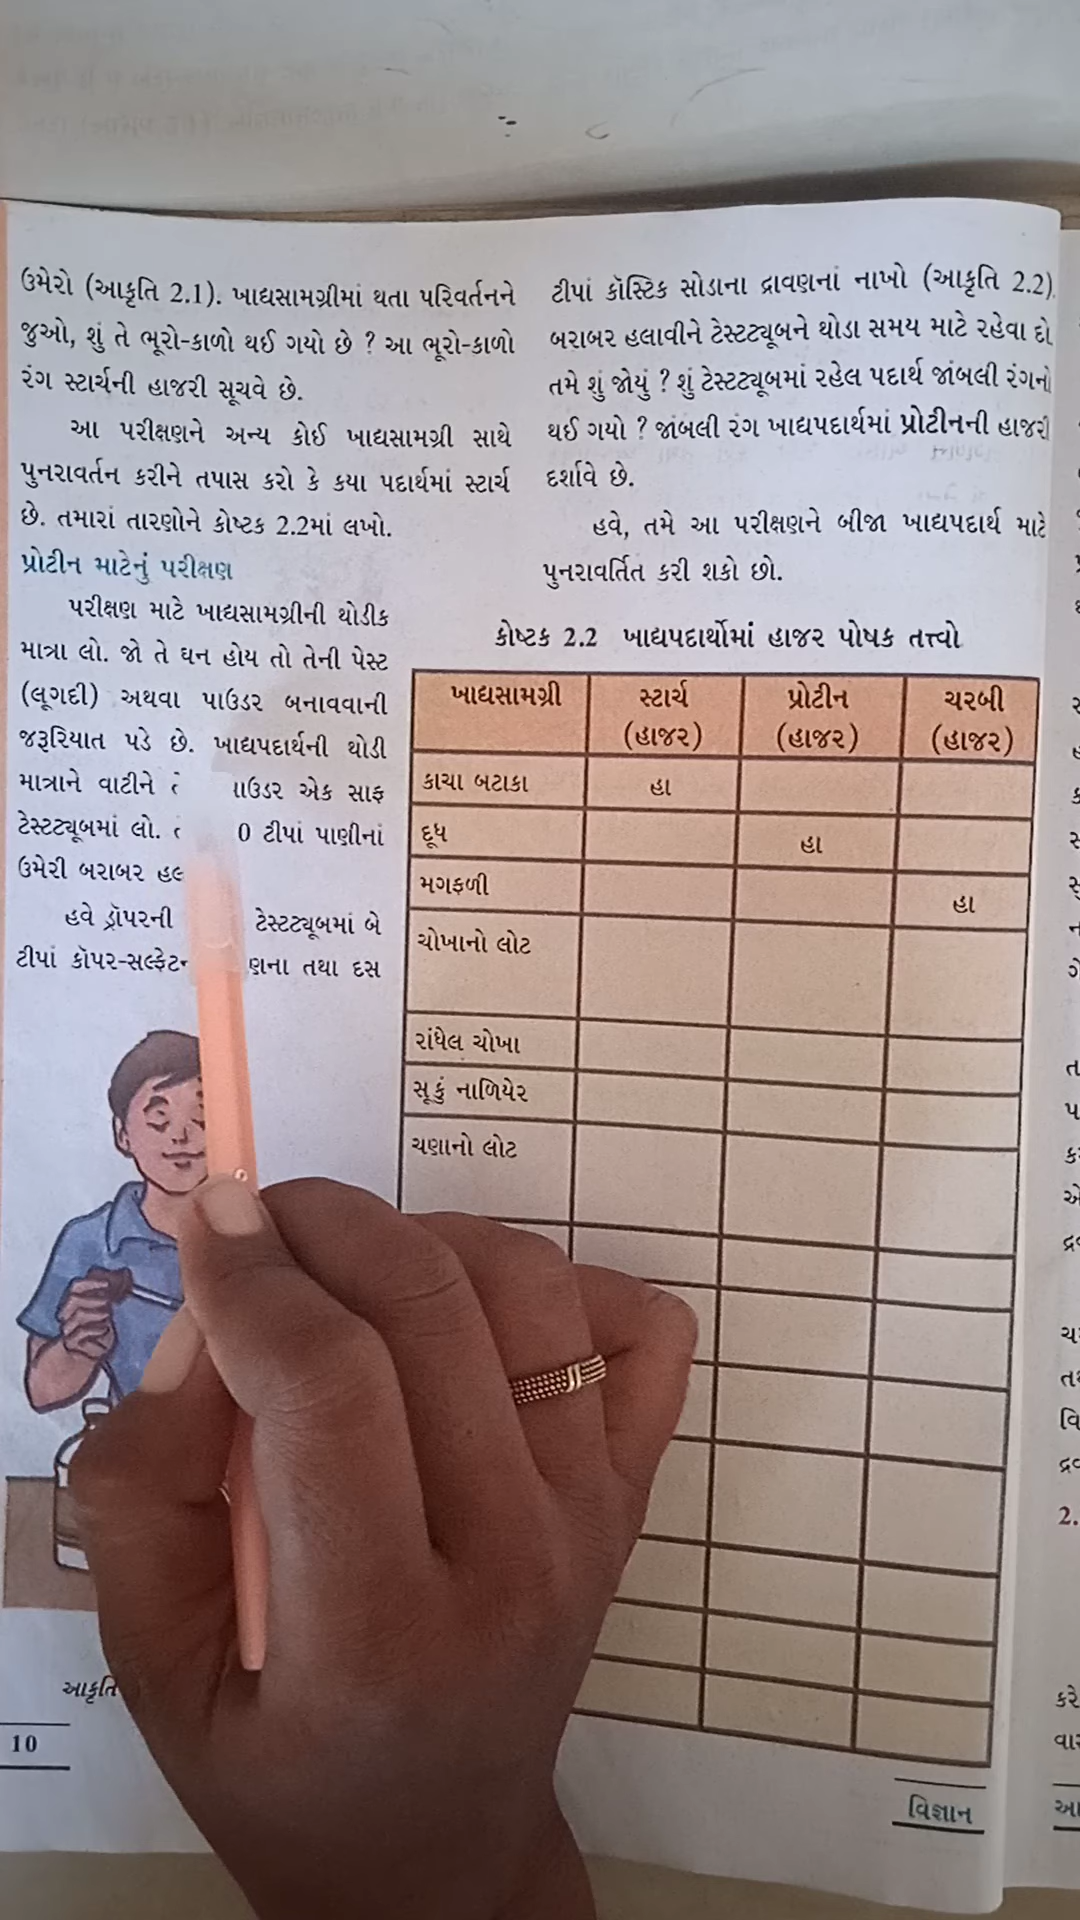 ઉમેરો (આકૃતિ 2.1). ખાદ્યસામગ્રીમાં થતા પરિવર્તનને
જુઓ, શું તે ભૂરો-કાળો થઈ ગયો છે ? આ ભૂરો-કાળો
રંગ સ્ટાર્ચની હાજરી સૂચવે છે.
આ પરીક્ષણને અન્ય કોઈ ખાદ્યસામગ્રી સાથે
પુનરાવર્તન કરીને તપાસ કરો કે કયા પદાર્થમાં સ્ટાર્ચ
છે. તમારાં તારણોને કોષ્ટક 2.2માં લખો.
પ્રોટીન માટેનું પરીક્ષણ
પરીક્ષણ માટે ખાદ્યસામગ્રીની થોડીક
માત્રા લો. જો તે ઘન હોય તો તેની પેસ્ટ
(લૂગદી) અથવા પાઉડર બનાવવાની
જરૂરિયાત પડે છે. ખાદ્યપદાર્થની થોડી
માત્રાને વાટીને એક સાફ
ટેસ્ટટ્યૂબમાં લો. ટીપાં પાણીનાં
ઉમેરી બરાબર
હવે ડ્રૉપરની ટેસ્ટટ્યૂબમાં બે
ટીપાં તથા દસ
આકૃતિ
10
ટીપાં કૉસ્ટિક સોડાના દ્રાવણનાં નાખો (આકૃતિ 2.2).
બરાબર હલાવીને ટેસ્ટટ્યૂબને થોડા સમય માટે રહેવા દો
તમે શું જોયું ? શું ટેસ્ટટ્યૂબમાં રહેલ પદાર્થ જાંબલી રંગનો
થઈ ગયો ? જાંબલી રંગ ખાદ્યપદાર્થમાં પ્રોટીનની હાજરી
દર્શાવે છે.
હવે, તમે આ પરીક્ષણને બીજા ખાદ્યપદાર્થ માટે
પુનરાવર્તિત કરી શકો છો.
કોષ્ટક 2.2 ખાદ્યપદાર્થોમાં હાજર પોષક તત્ત્વો
ખાદ્યસામગ્રી સ્ટાર્ચ પ્રોટીન ચરબી
(હાજર) (હાજર) (હાજર)
કાચા બટાકા હા
દૂધ હા
મગફળી હા
ચોખાનો લોટ
રાંધેલ ચોખા
સૂકું નાળિયેર
ચણાનો લોટ
વિજ્ઞાન
2.